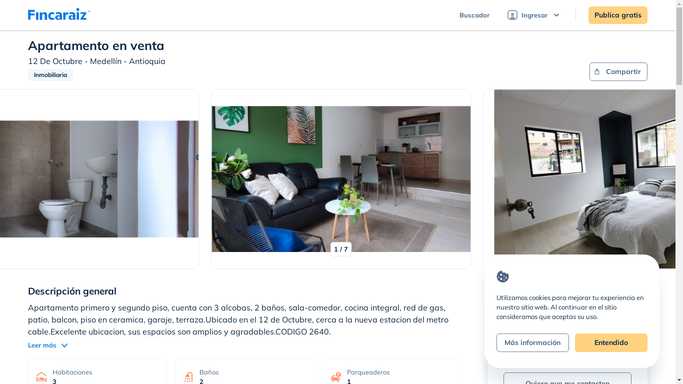 Fincaraiz
Buscador
Ingresar
Publica gratis
Apartamento en venta
12 De Octubre - Medellín - Antioquia
Inmobiliaria
Compartir
1 / 7
Descripción general
Apartamento primero y segundo piso, cuenta con 3 alcobas, 2 baños, sala-comedor, cocina integral, red de gas,
patio, balcon, piso en ceramica, garaje, terraza.Ubicado en el 12 de Octubre, cerca a la nueva estacion del metro
cable.Excelente ubicacion, sus espacios son amplios y agradables.CODIGO 2640.
Leer más
Habitaciones
3
Baños
2
Parqueaderos
1
Utilizamos cookies para mejorar tu experiencia en
nuestro sitio web. Al continuar en el sitio
consideramos que aceptas su uso.
Más información
Entendido
Quiero que me contacten